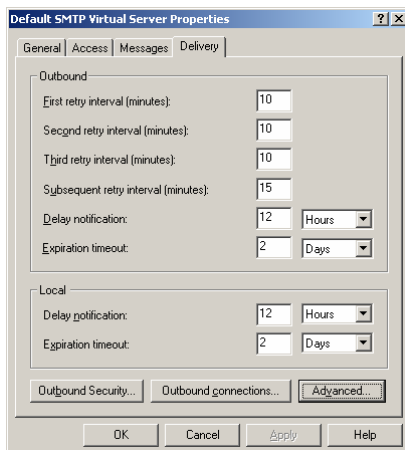 Default SMTP Virtual Server Properties
General Access Messages Delivery
Outbound
First retry interval (minutes): 10
Second retry interval (minutes): 10
Third retry interval (minutes): 10
Subsequent retry interval (minutes): 15
Delay notification: 12 Hours
Expiration timeout: 2 Days
Local
Delay notification: 12 Hours
Expiration timeout: 2 Days
Outbound Security... Outbound connections... Advanced...
OK Cancel Apply Help